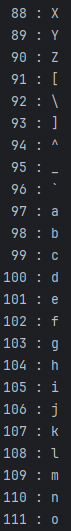 88 : X
89 : Y
90 : Z
91 : [
92 : \
93 : ]
94 : ^
95 : _
96 : `
97 : a
98 : b
99 : c
100 : d
101 : e
102 : f
103 : g
104 : h
105 : i
106 : j
107 : k
108 : l
109 : m
110 : n
111 : o